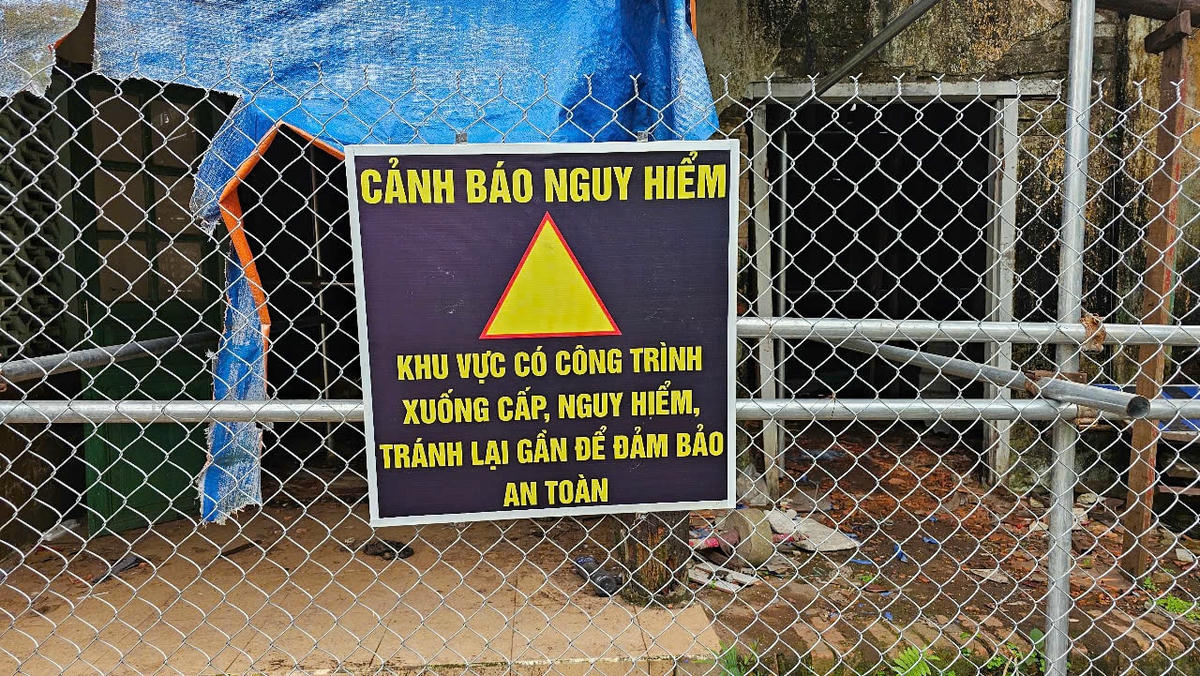 CẢNH BÁO NGUY HIỂM
KHU VỰC CÓ CÔNG TRÌNH
XUỐNG CẤP, NGUY HIỂM,
TRÁNH LẠI GẦN ĐỂ ĐẢM BẢO
AN TOÀN